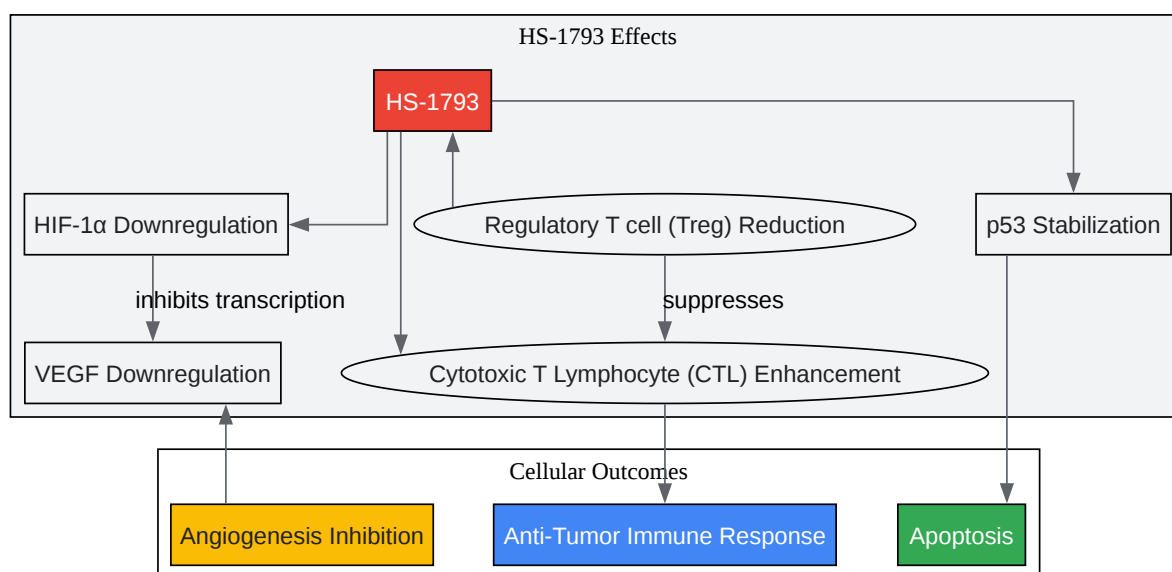 HS-1793 Effects
HS-1793
HIF-1α Downregulation
Regulatory T cell (Treg) Reduction
p53 Stabilization
inhibits transcription
suppresses
VEGF Downregulation
Cytotoxic T Lymphocyte (CTL) Enhancement
Cellular Outcomes
Angiogenesis Inhibition
Anti-Tumor Immune Response
Apoptosis